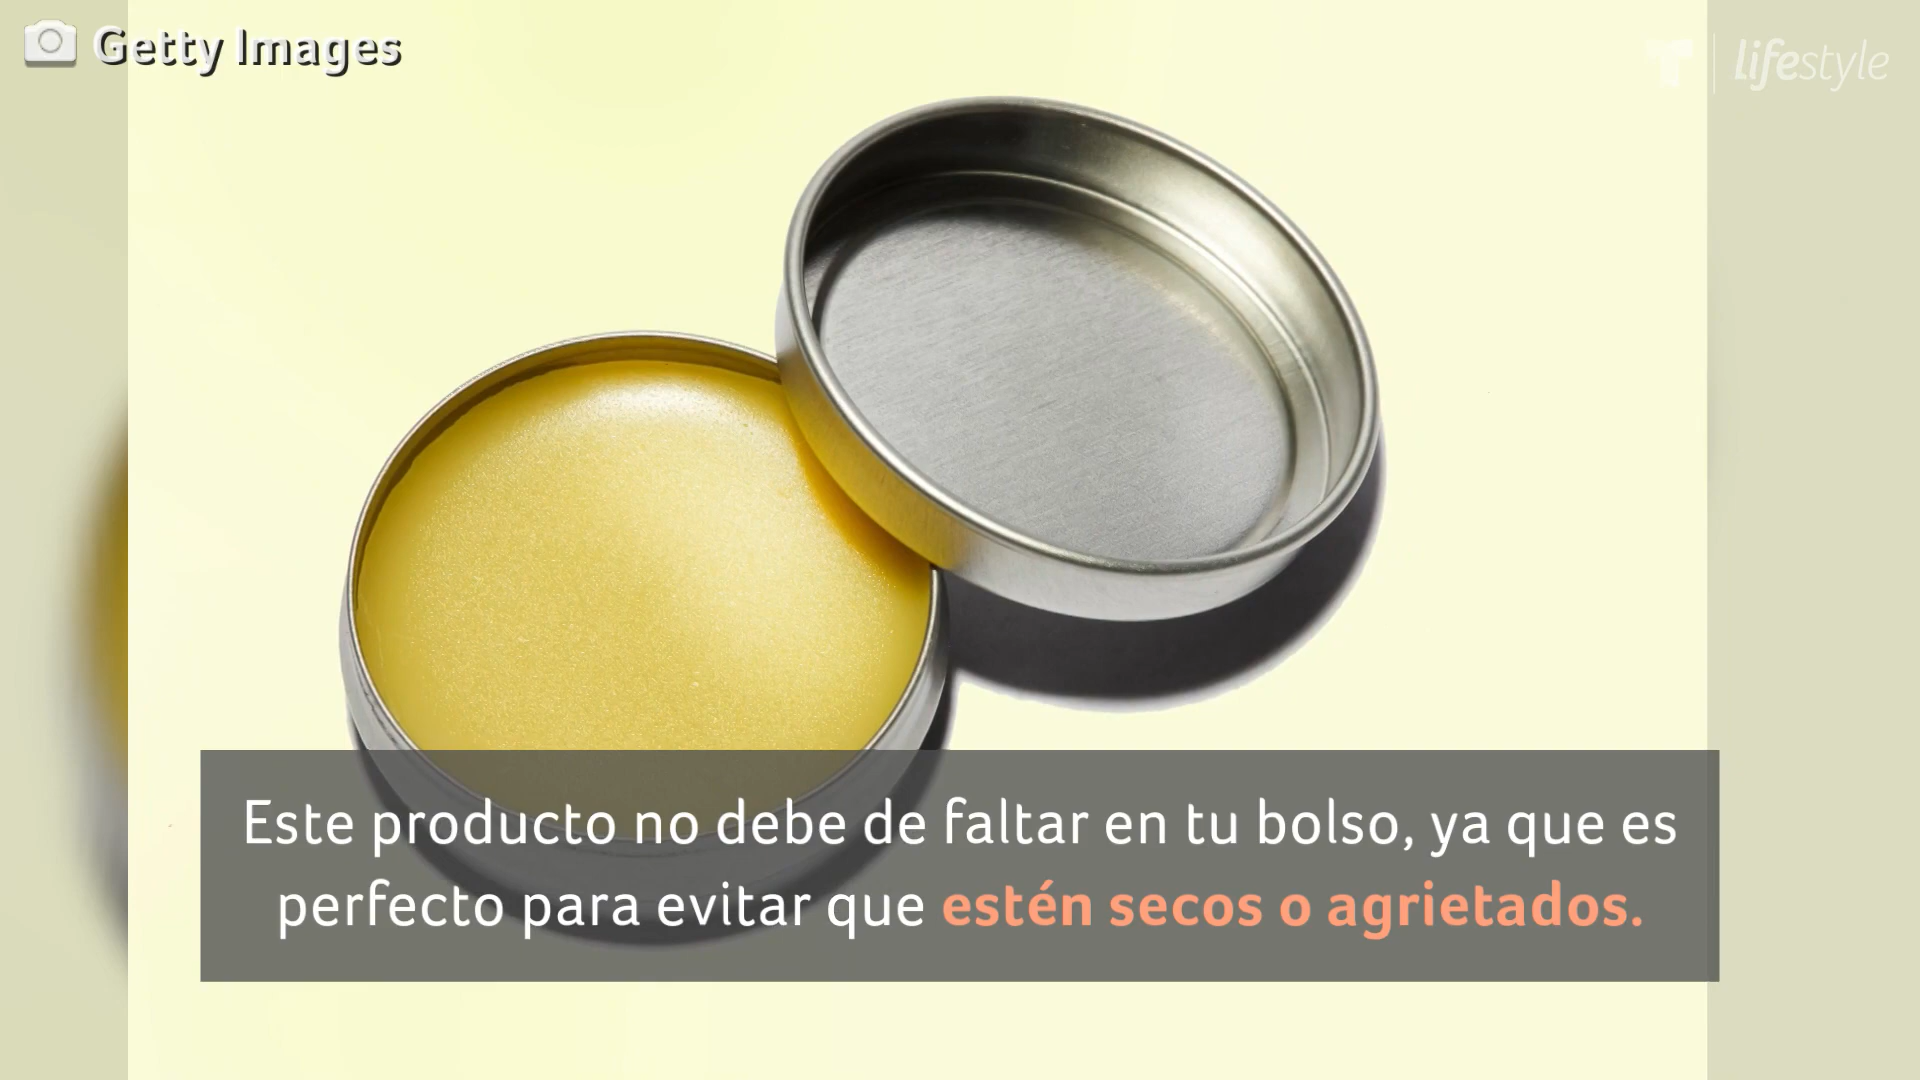 Getty Images
lifestyle
Este producto no debe de faltar en tu bolso, ya que es
perfecto para evitar que estén secos o agrietados.